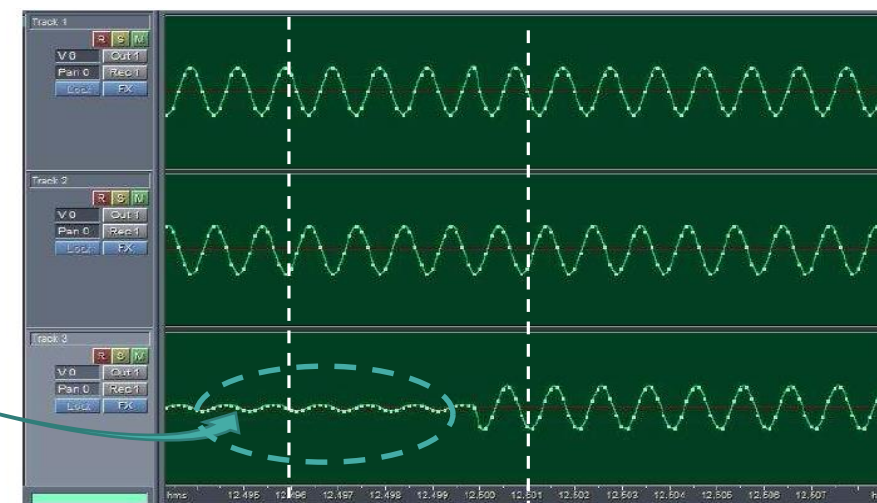 Track 1
R S M
V 0 Out 1
Pan 0 Rec 1
Lock FX
Track 2
R S M
V 0 Out 1
Pan 0 Rec 1
Lock FX
Track 3
R S M
V 0 Out 1
Pan 0 Rec 1
Lock FX
hms 12.495 12.496 12.497 12.498 12.499 12.500 12.501 12.502 12.503 12.504 12.505 12.506 12.507